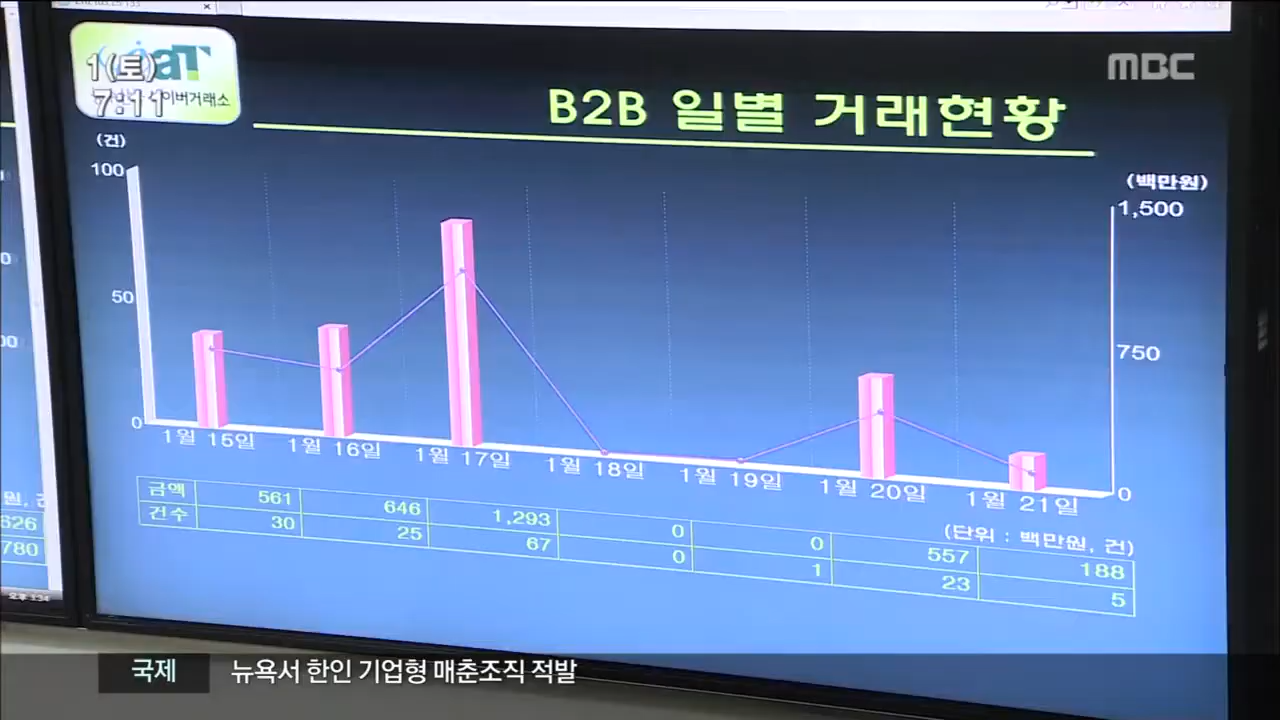 1(토)
7:11
aT
이버거래소
MBC
B2B 일별 거래현황
(건)
100
50
0
(백만원)
1,500
750
0
1월 15일
1월 16일
1월 17일
1월 18일
1월 19일
1월 20일
1월 21일
(단위 : 백만원, 건)
금액 561 646 1,293 0 0 557 188
건수 30 25 67 0 1 23 5
626
780
국제 뉴욕서 한인 기업형 매춘조직 적발